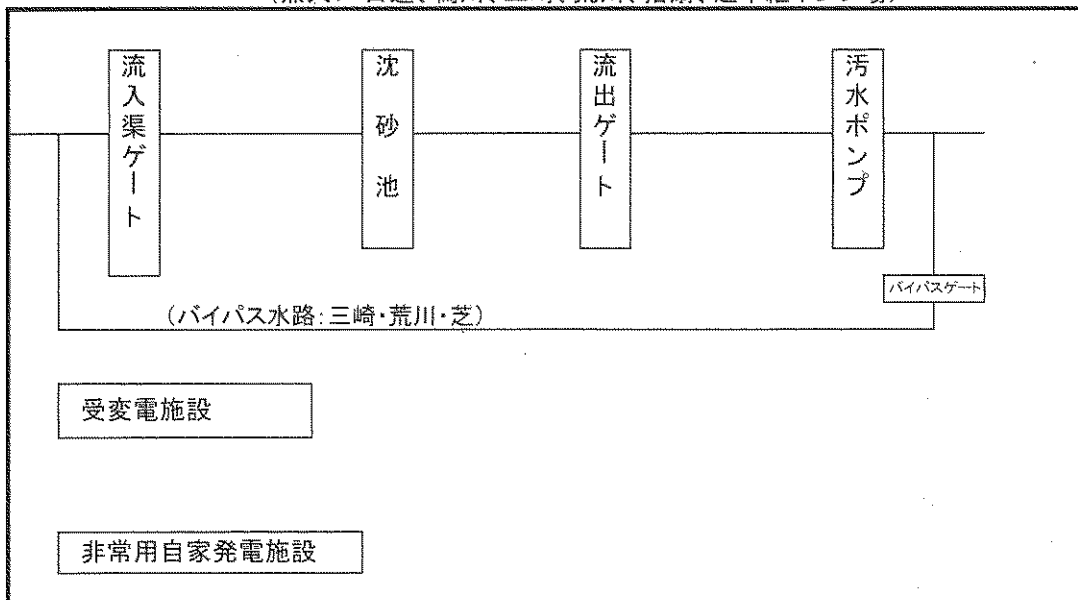 流入渠ゲート
沈砂池
流出ゲート
汚水ポンプ
バイパスゲート
(バイパス水路:三崎・荒川・芝)
受変電施設
非常用自家発電施設